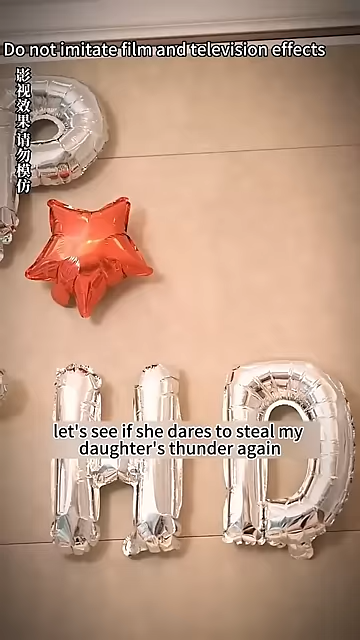 Do not imitate film and television effects
影视效果请勿模仿
P
H D
let's see if she dares to steal my
daughter's thunder again